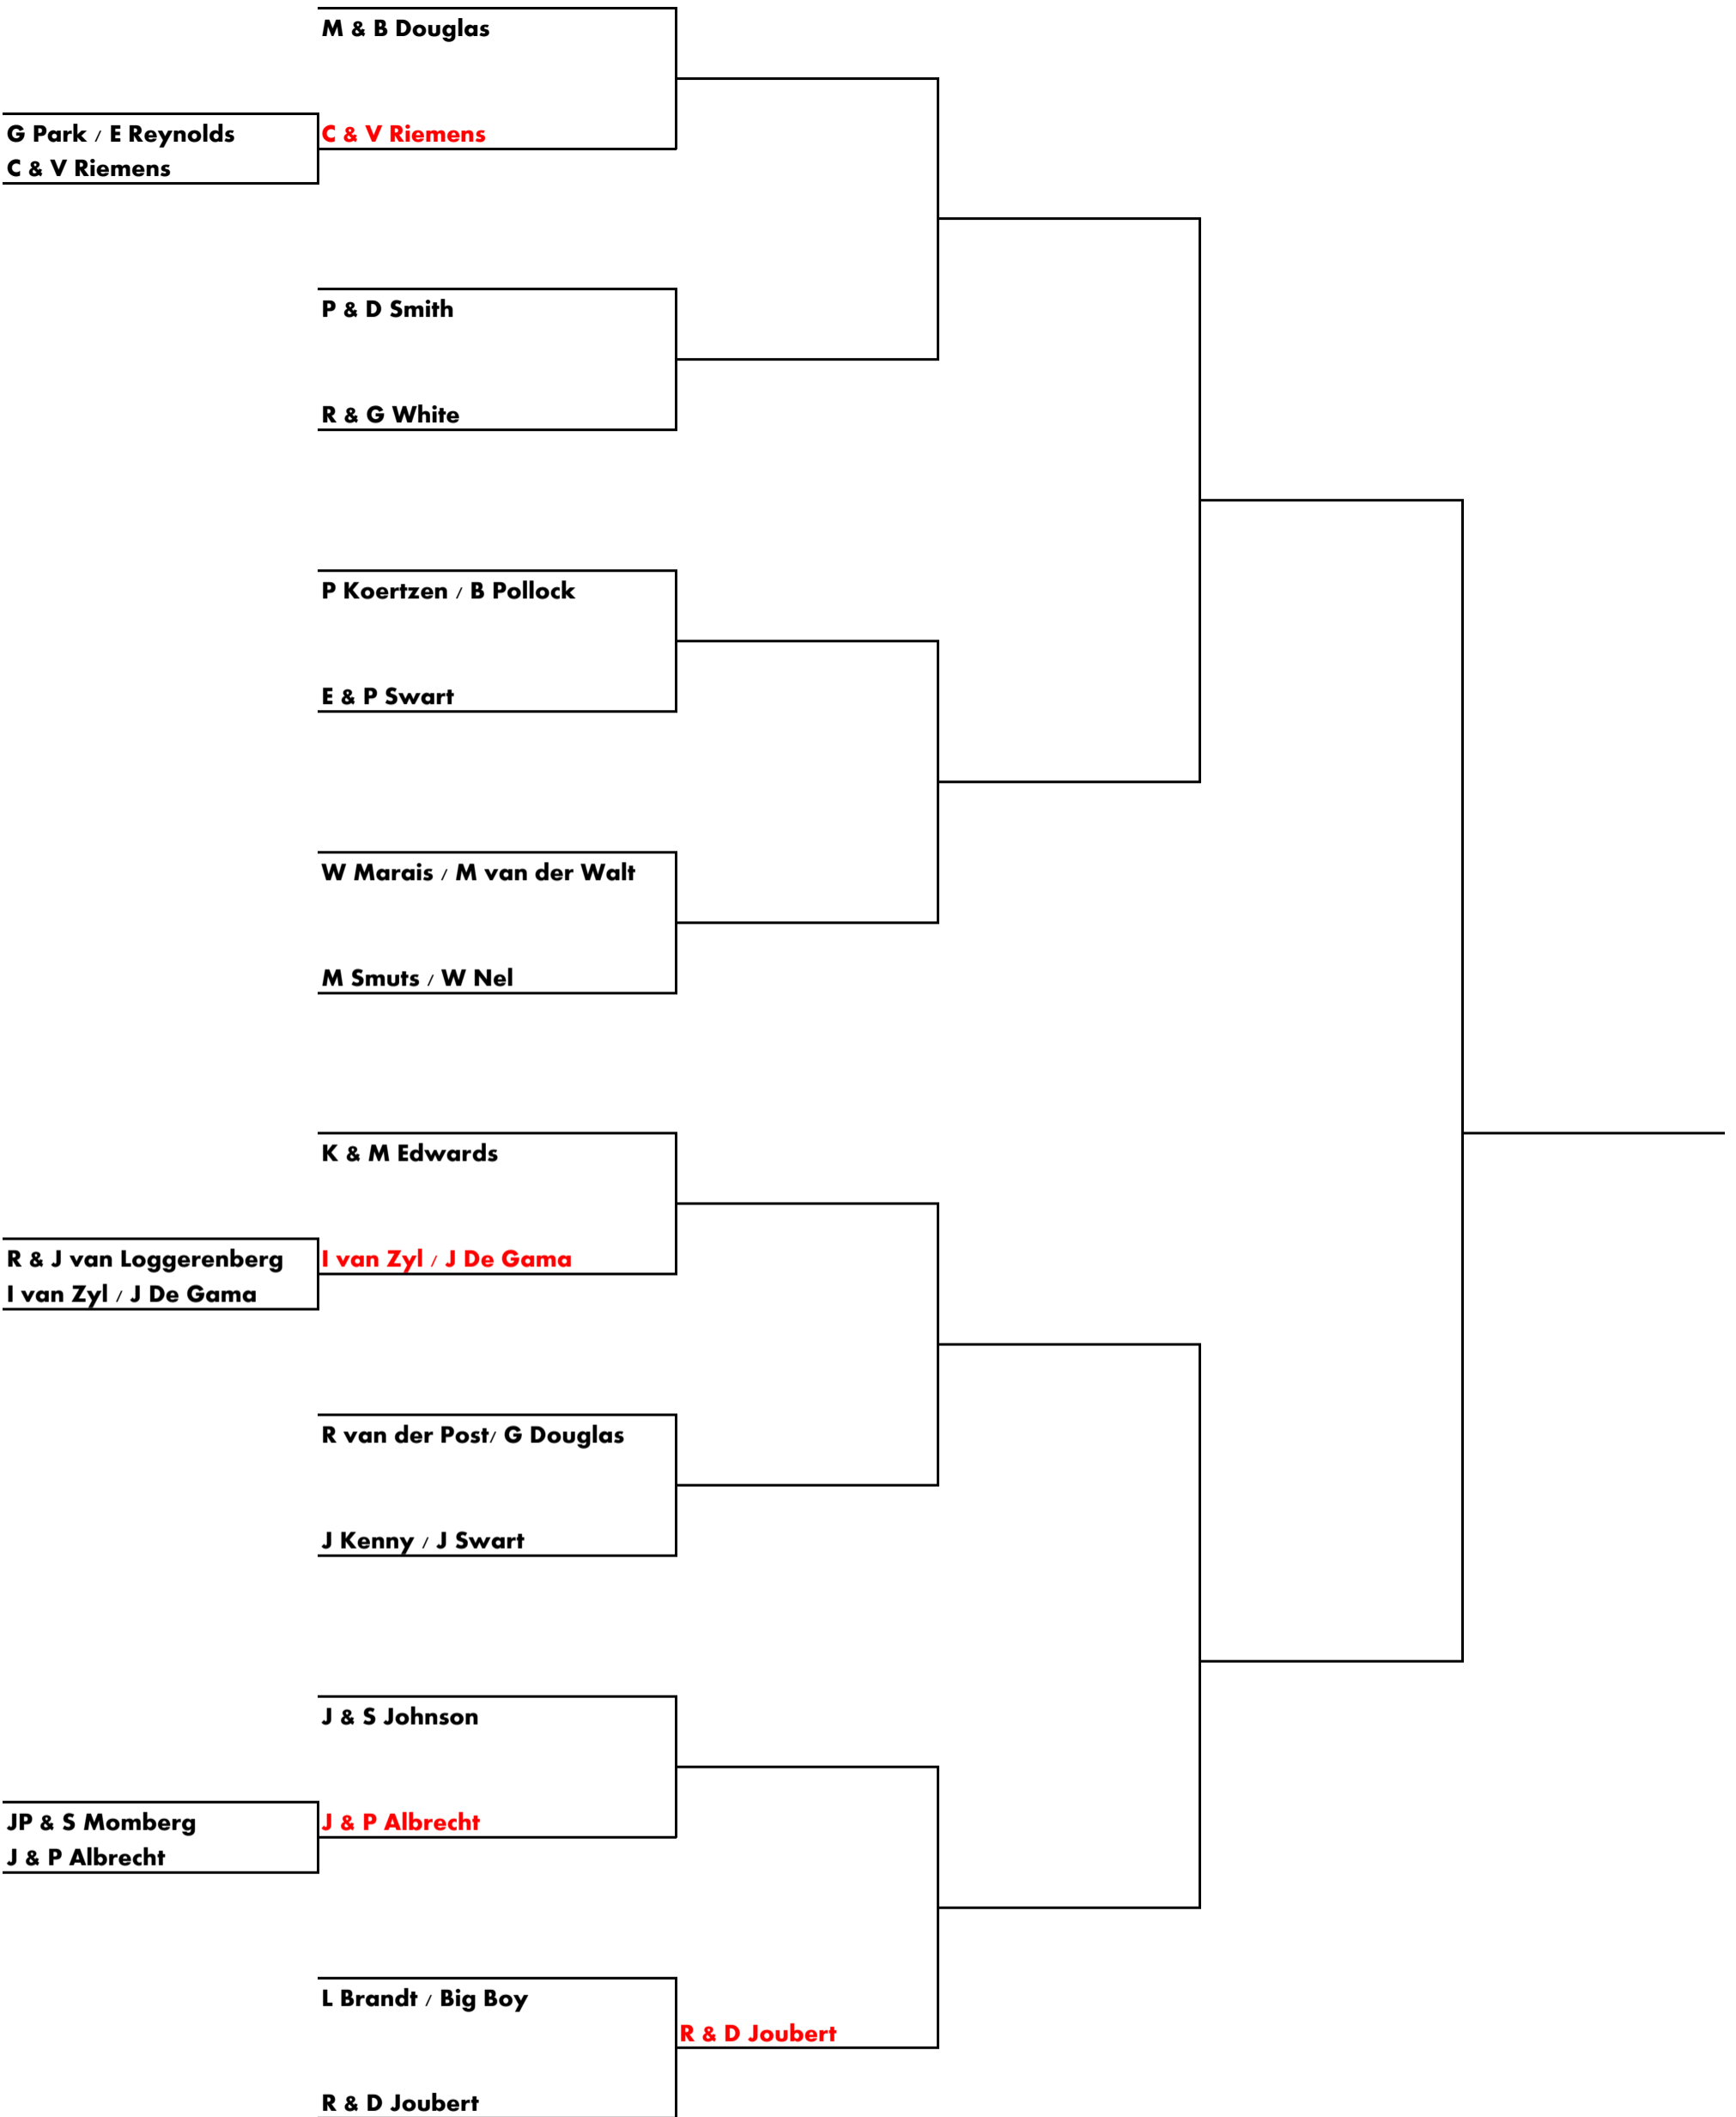 M & B Douglas
G Park / E Reynolds
C & V Riemens
C & V Riemens
P & D Smith
R & G White
P Koertzen / B Pollock
E & P Swart
W Marais / M van der Walt
M Smuts / W Nel
K & M Edwards
R & J van Loggerenberg
I van Zyl / J De Gama
I van Zyl / J De Gama
R van der Post/ G Douglas
J Kenny / J Swart
J & S Johnson
JP & S Momberg
J & P Albrecht
J & P Albrecht
L Brandt / Big Boy
R & D Joubert
R & D Joubert